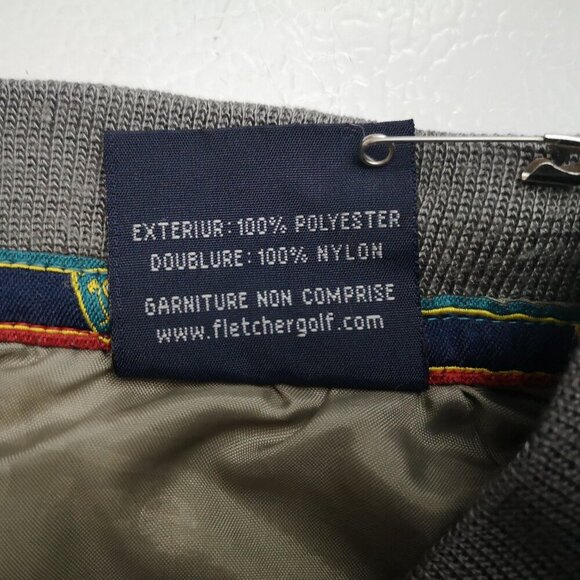 EXTERIUR: 100% POLYESTER
DOUBLURE: 100% NYLON
GARNITURE NON COMPRISE
www.fletchergolf.com